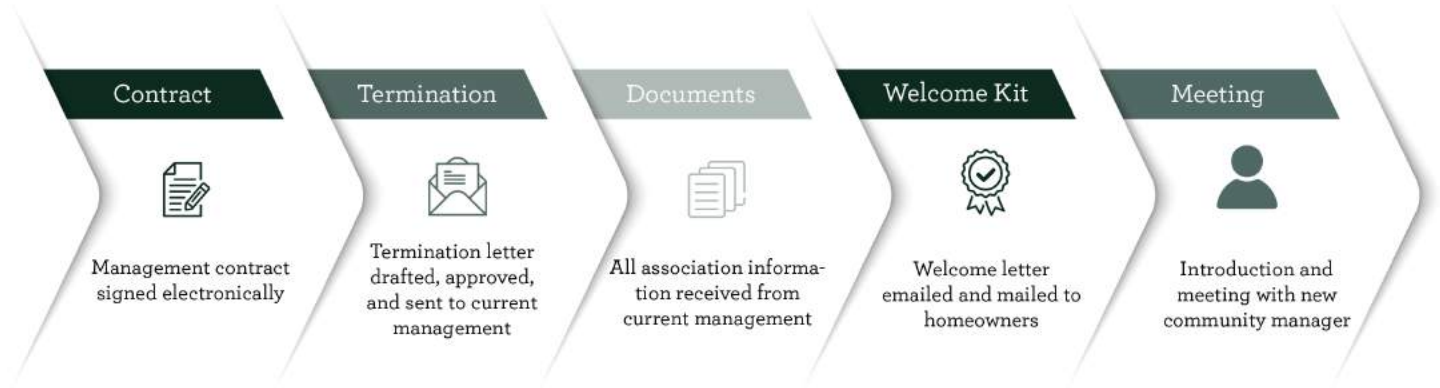 Contract
Management contract
signed electronically
Termination
Termination letter
drafted, approved,
and sent to current
management
Documents
All association informa-
tion received from
current management
Welcome Kit
Welcome letter
emailed and mailed to
homeowners
Meeting
Introduction and
meeting with new
community manager